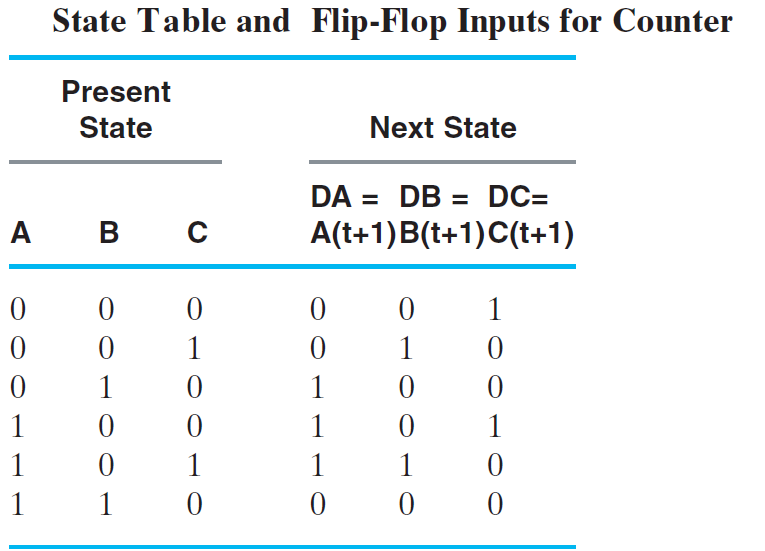 State Table and Flip-Flop Inputs for Counter
Present
State
Next State
DA = DB = DC=
A B C A(t+1) B(t+1) C(t+1)
0 0 0 0 0 1
0 0 1 0 1 0
0 1 0 1 0 0
1 0 0 1 0 1
1 0 1 1 1 0
1 1 0 0 0 0